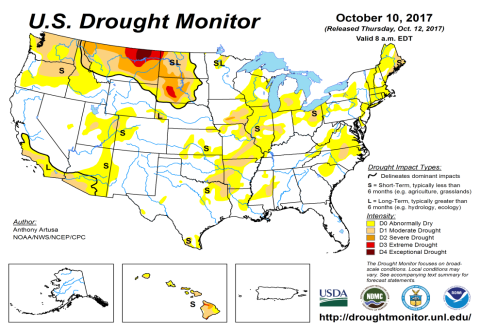 U.S. Drought Monitor
October 10, 2017
(Released Thursday, Oct. 12, 2017)
Valid 8 a.m. EDT
S
SL
SL
S
S
L
S
S
S
S
S
S
L
S
S
S
S
S
Author:
Anthony Artusa
NOAA/NWS/NCEP/CPC
Drought Impact Types:
Delineates dominant impacts
S = Short-Term, typically less than
6 months (e.g. agriculture, grasslands)
L = Long-Term, typically greater than
6 months (e.g. hydrology, ecology)
Intensity:
D0 Abnormally Dry
D1 Moderate Drought
D2 Severe Drought
D3 Extreme Drought
D4 Exceptional Drought
The Drought Monitor focuses on broad-
scale conditions. Local conditions may
vary. See accompanying text summary for
forecast statements.
USDA
NDMC
http://droughtmonitor.unl.edu/